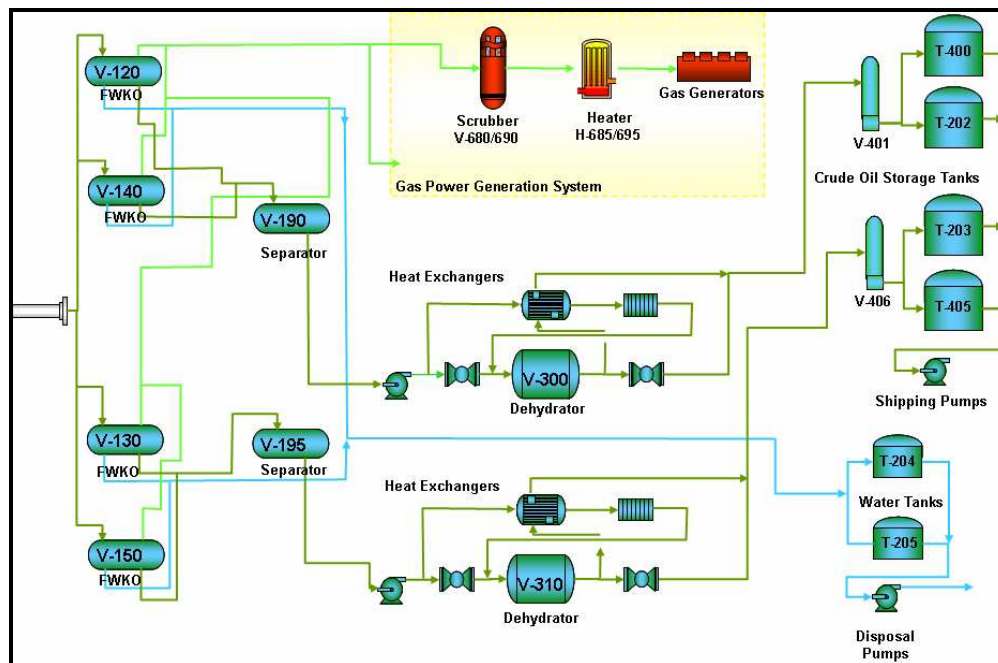 V-120
FWKO
V-140
FWKO
V-190
Separator
V-130
FWKO
V-195
Separator
V-150
FWKO
Scrubber
V-680/690
Heater
H-685/695
Gas Generators
Gas Power Generation System
Heat Exchangers
V-300
Dehydrator
Heat Exchangers
V-310
Dehydrator
V-401
T-400
T-202
Crude Oil Storage Tanks
V-406
T-203
T-405
Shipping Pumps
T-204
Water Tanks
T-205
Disposal
Pumps